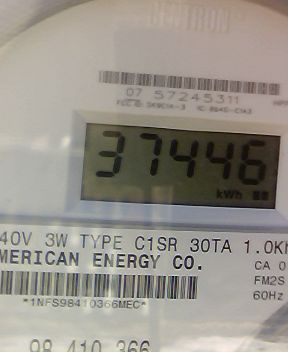 07 57245311
37446
kWh
40V 3W TYPE C1SR 30TA 1.0K
MERICAN ENERGY CO.
CA 0
FM2S
60Hz
*1NFS98410366MEC*
98 410 366